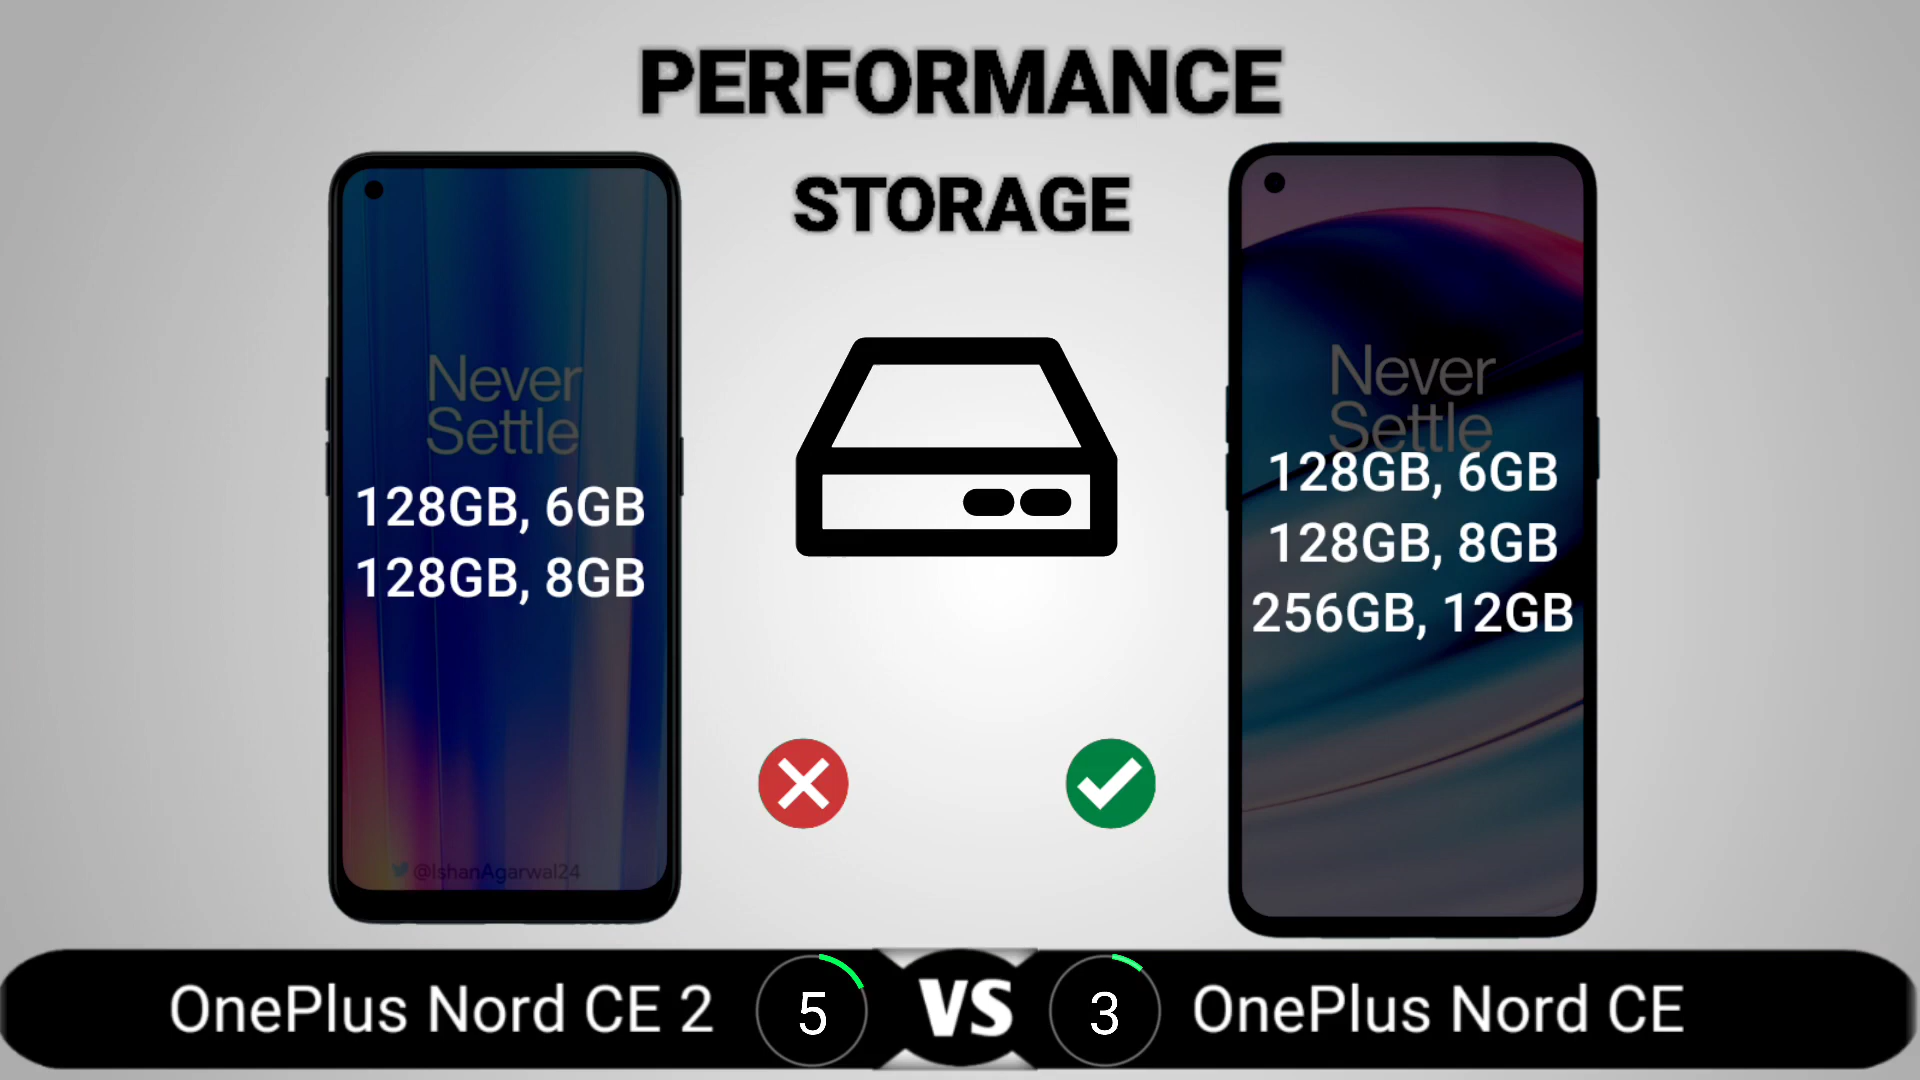 PERFORMANCE
STORAGE
Never
Settle
128GB, 6GB
128GB, 8GB
@IshanAgarwal24
Never
Settle
128GB, 6GB
128GB, 8GB
256GB, 12GB
OnePlus Nord CE 2
5
VS
3
OnePlus Nord CE